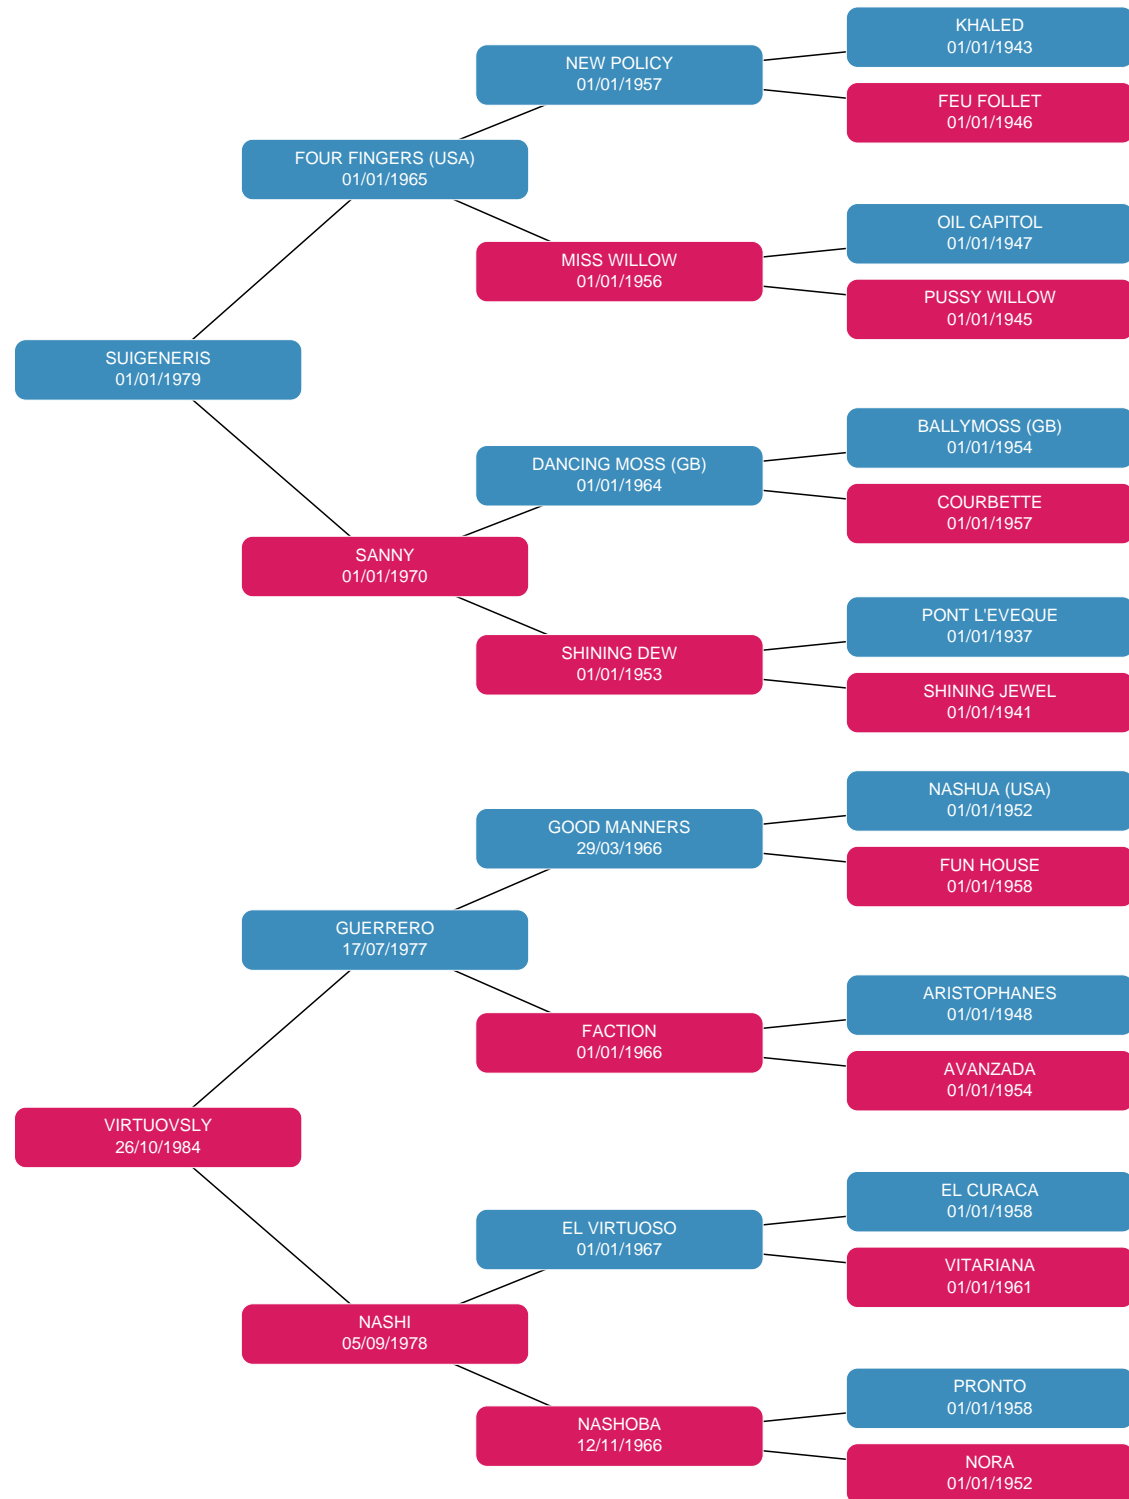 KHALED
01/01/1943
NEW POLICY
01/01/1957
FEU FOLLET
01/01/1946
FOUR FINGERS (USA)
01/01/1965
OIL CAPITOL
01/01/1947
MISS WILLOW
01/01/1956
PUSSY WILLOW
01/01/1945
SUIGENERIS
01/01/1979
BALLYMOSS (GB)
01/01/1954
DANCING MOSS (GB)
01/01/1964
COURBETTE
01/01/1957
SANNY
01/01/1970
PONT L'EVEQUE
01/01/1937
SHINING DEW
01/01/1953
SHINING JEWEL
01/01/1941
NASHUA (USA)
01/01/1952
GOOD MANNERS
29/03/1966
FUN HOUSE
01/01/1958
GUERRERO
17/07/1977
ARISTOPHANES
01/01/1948
FACTION
01/01/1966
AVANZADA
01/01/1954
VIRTUOVSLY
26/10/1984
EL CURACA
01/01/1958
EL VIRTUOSO
01/01/1967
VITARIANA
01/01/1961
NASHI
05/09/1978
PRONTO
01/01/1958
NASHOBA
12/11/1966
NORA
01/01/1952